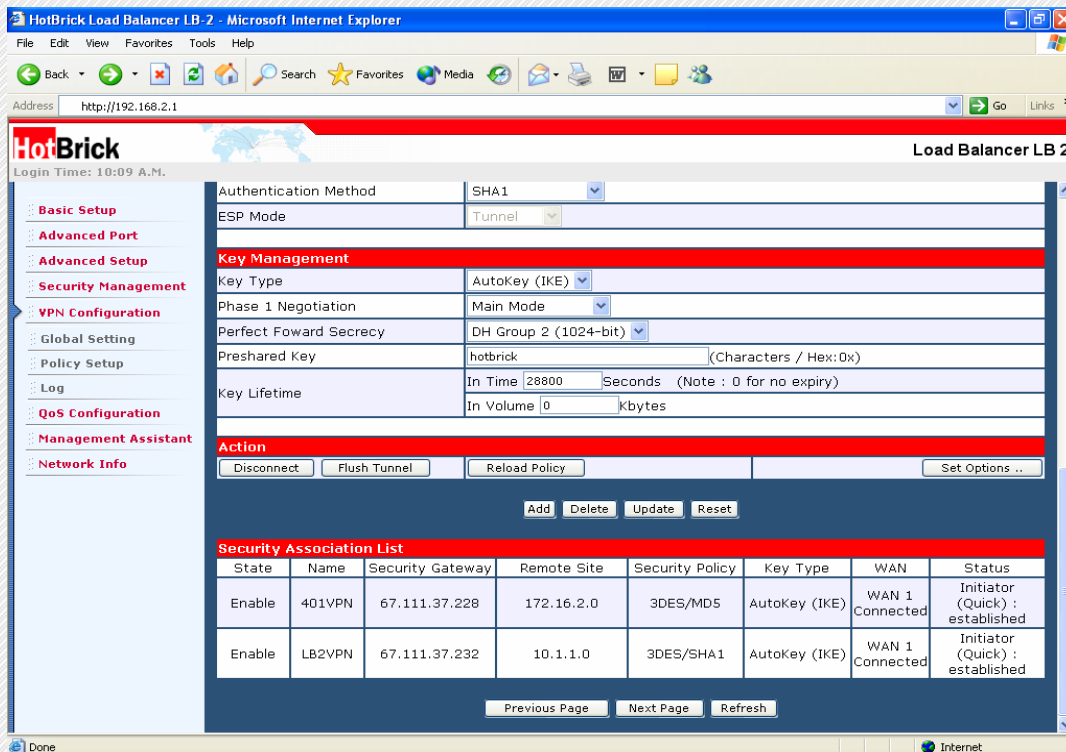 HotBrick Load Balancer LB-2 - Microsoft Internet Explorer
File Edit View Favorites Tools Help
Back Search Favorites Media
Address http://192.168.2.1 Go Links
HotBrick
Load Balancer LB 2
Login Time: 10:09 A.M.
Basic Setup
Advanced Port
Advanced Setup
Security Management
VPN Configuration
Global Setting
Policy Setup
Log
QoS Configuration
Management Assistant
Network Info
Authentication Method SHA1
ESP Mode Tunnel
Key Management
Key Type AutoKey (IKE)
Phase 1 Negotiation Main Mode
Perfect Foward Secrecy DH Group 2 (1024-bit)
Preshared Key hotbrick (Characters / Hex:0x)
Key Lifetime
In Time 28800 Seconds (Note : 0 for no expiry)
In Volume 0 Kbytes
Action
Disconnect Flush Tunnel Reload Policy Set Options ..
Add Delete Update Reset
Security Association List
State Name Security Gateway Remote Site Security Policy Key Type WAN Status
Enable 401VPN 67.111.37.228 172.16.2.0 3DES/MD5 AutoKey (IKE) WAN 1 Connected Initiator (Quick) : established
Enable LB2VPN 67.111.37.232 10.1.1.0 3DES/SHA1 AutoKey (IKE) WAN 1 Connected Initiator (Quick) : established
Previous Page Next Page Refresh
Done Internet